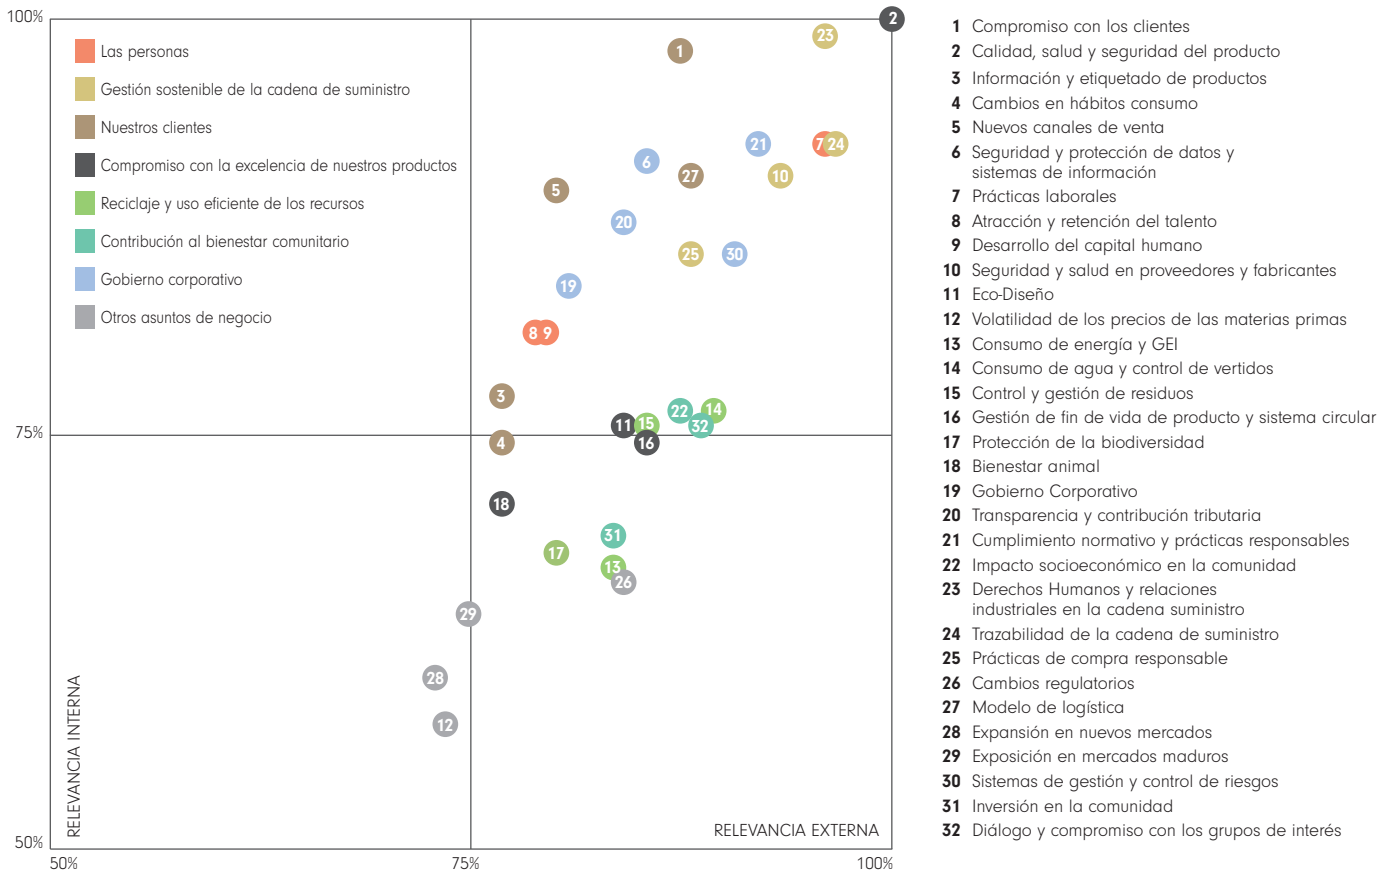 100%
Las personas
Gestión sostenible de la cadena de suministro
Nuestros clientes
Compromiso con la excelencia de nuestros productos
Reciclaje y uso eficiente de los recursos
Contribución al bienestar comunitario
Gobierno corporativo
Otros asuntos de negocio
2
23
1
21
7
24
6
27
10
5
20
25
30
19
8
9
3
22
14
11
15
32
75%
4
16
18
31
17
13
26
29
28
12
RELEVANCIA INTERNA
RELEVANCIA EXTERNA
50%
50%
75%
100%
1 Compromiso con los clientes
2 Calidad, salud y seguridad del producto
3 Información y etiquetado de productos
4 Cambios en hábitos consumo
5 Nuevos canales de venta
6 Seguridad y protección de datos y
sistemas de información
7 Prácticas laborales
8 Atracción y retención del talento
9 Desarrollo del capital humano
10 Seguridad y salud en proveedores y fabricantes
11 Eco-Diseño
12 Volatilidad de los precios de las materias primas
13 Consumo de energía y GEI
14 Consumo de agua y control de vertidos
15 Control y gestión de residuos
16 Gestión de fin de vida de producto y sistema circular
17 Protección de la biodiversidad
18 Bienestar animal
19 Gobierno Corporativo
20 Transparencia y contribución tributaria
21 Cumplimiento normativo y prácticas responsables
22 Impacto socioeconómico en la comunidad
23 Derechos Humanos y relaciones
industriales en la cadena suministro
24 Trazabilidad de la cadena de suministro
25 Prácticas de compra responsable
26 Cambios regulatorios
27 Modelo de logística
28 Expansión en nuevos mercados
29 Exposición en mercados maduros
30 Sistemas de gestión y control de riesgos
31 Inversión en la comunidad
32 Diálogo y compromiso con los grupos de interés